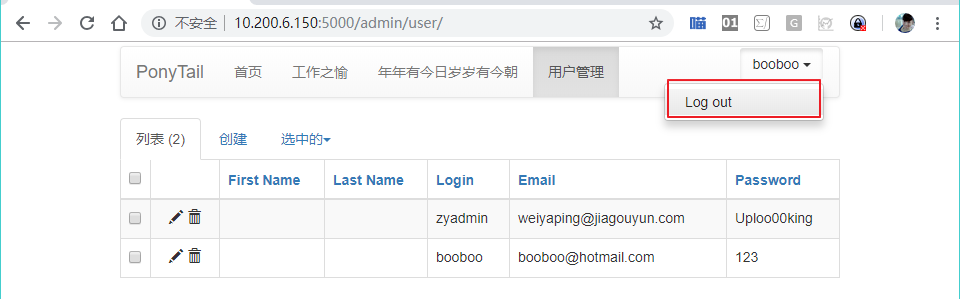 不安全 | 10.200.6.150:5000/admin/user/
PonyTail 首页 工作之愉 年年有今日岁岁有今朝 用户管理 booboo
Log out
列表 (2) 创建 选中的
First Name Last Name Login Email Password
zyadmin weiyaping@jiagouyun.com Uploo00king
booboo booboo@hotmail.com 123